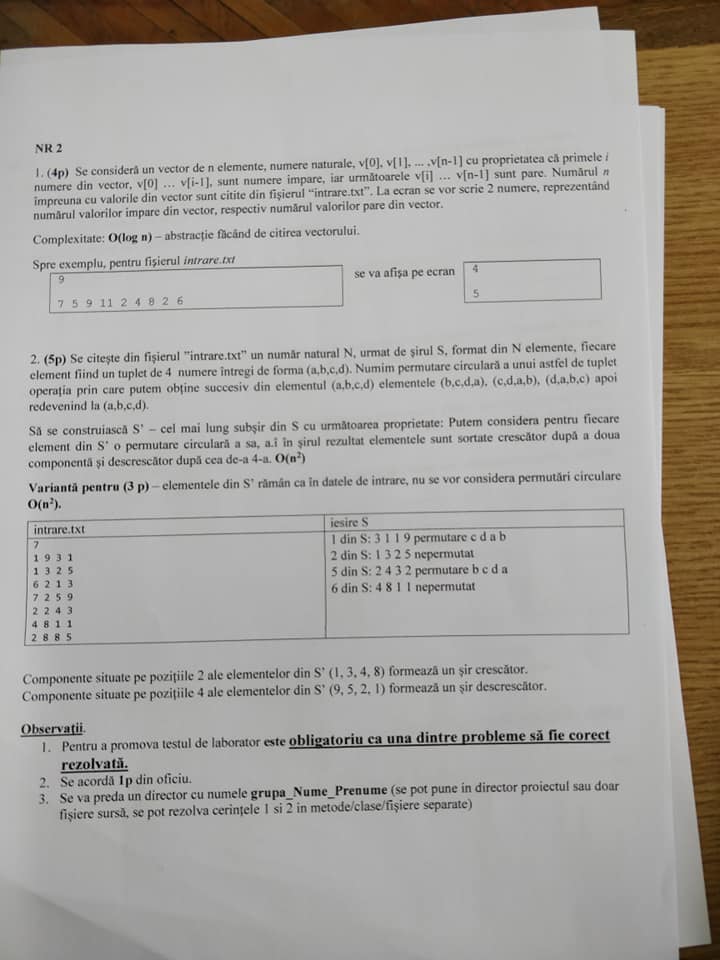 NR 2
1. (4p) Se consideră un vector de n elemente, numere naturale, v[0], v[1], ... ,v[n-1] cu proprietatea că primele i
numere din vector, v[0] … v[i-1], sunt numere impare, iar următoarele v[i] … v[n-1] sunt pare. Numărul n
împreuna cu valorile din vector sunt citite din fişierul “intrare.txt”. La ecran se vor scrie 2 numere, reprezentând
numărul valorilor impare din vector, respectiv numărul valorilor pare din vector.
Complexitate: O(log n) – abstracţie făcând de citirea vectorului.
Spre exemplu, pentru fişierul intrare.txt
9
7 5 9 11 2 4 8 2 6
se va afişa pe ecran
4
5
2. (5p) Se citeşte din fişierul ”intrare.txt” un număr natural N, urmat de şirul S, format din N elemente, fiecare
element fiind un tuplet de 4 numere întregi de forma (a,b,c,d). Numim permutare circulară a unui astfel de tuplet
operaţia prin care putem obţine succesiv din elementul (a,b,c,d) elementele (b,c,d,a), (c,d,a,b), (d,a,b,c) apoi
redevenind la (a,b,c,d).
Să se construiască S’ – cel mai lung subşir din S cu următoarea proprietate: Putem considera pentru fiecare
element din S’ o permutare circulară a sa, a.î în şirul rezultat elementele sunt sortate crescător după a doua
componentă şi descrescător după cea de-a 4-a. O(n²)
Variantă pentru (3 p) – elementele din S’ rămân ca în datele de intrare, nu se vor considera permutări circulare
O(n²).
intrare.txt
7
1 9 3 1
1 3 2 5
6 2 1 3
7 2 5 9
2 2 4 3
4 8 1 1
2 8 8 5
iesire S
1 din S: 3 1 1 9 permutare c d a b
2 din S: 1 3 2 5 nepermutat
5 din S: 2 4 3 2 permutare b c d a
6 din S: 4 8 1 1 nepermutat
Componente situate pe poziţiile 2 ale elementelor din S’ (1, 3, 4, 8) formează un şir crescător.
Componente situate pe poziţiile 4 ale elementelor din S’ (9, 5, 2, 1) formează un şir descrescător.
Observaţii.
1. Pentru a promova testul de laborator este obligatoriu ca una dintre probleme să fie corect
rezolvată.
2. Se acordă 1p din oficiu.
3. Se va preda un director cu numele grupa_Nume_Prenume (se pot pune in director proiectul sau doar
fişiere sursă, se pot rezolva cerinţele 1 si 2 in metode/clase/fişiere separate)